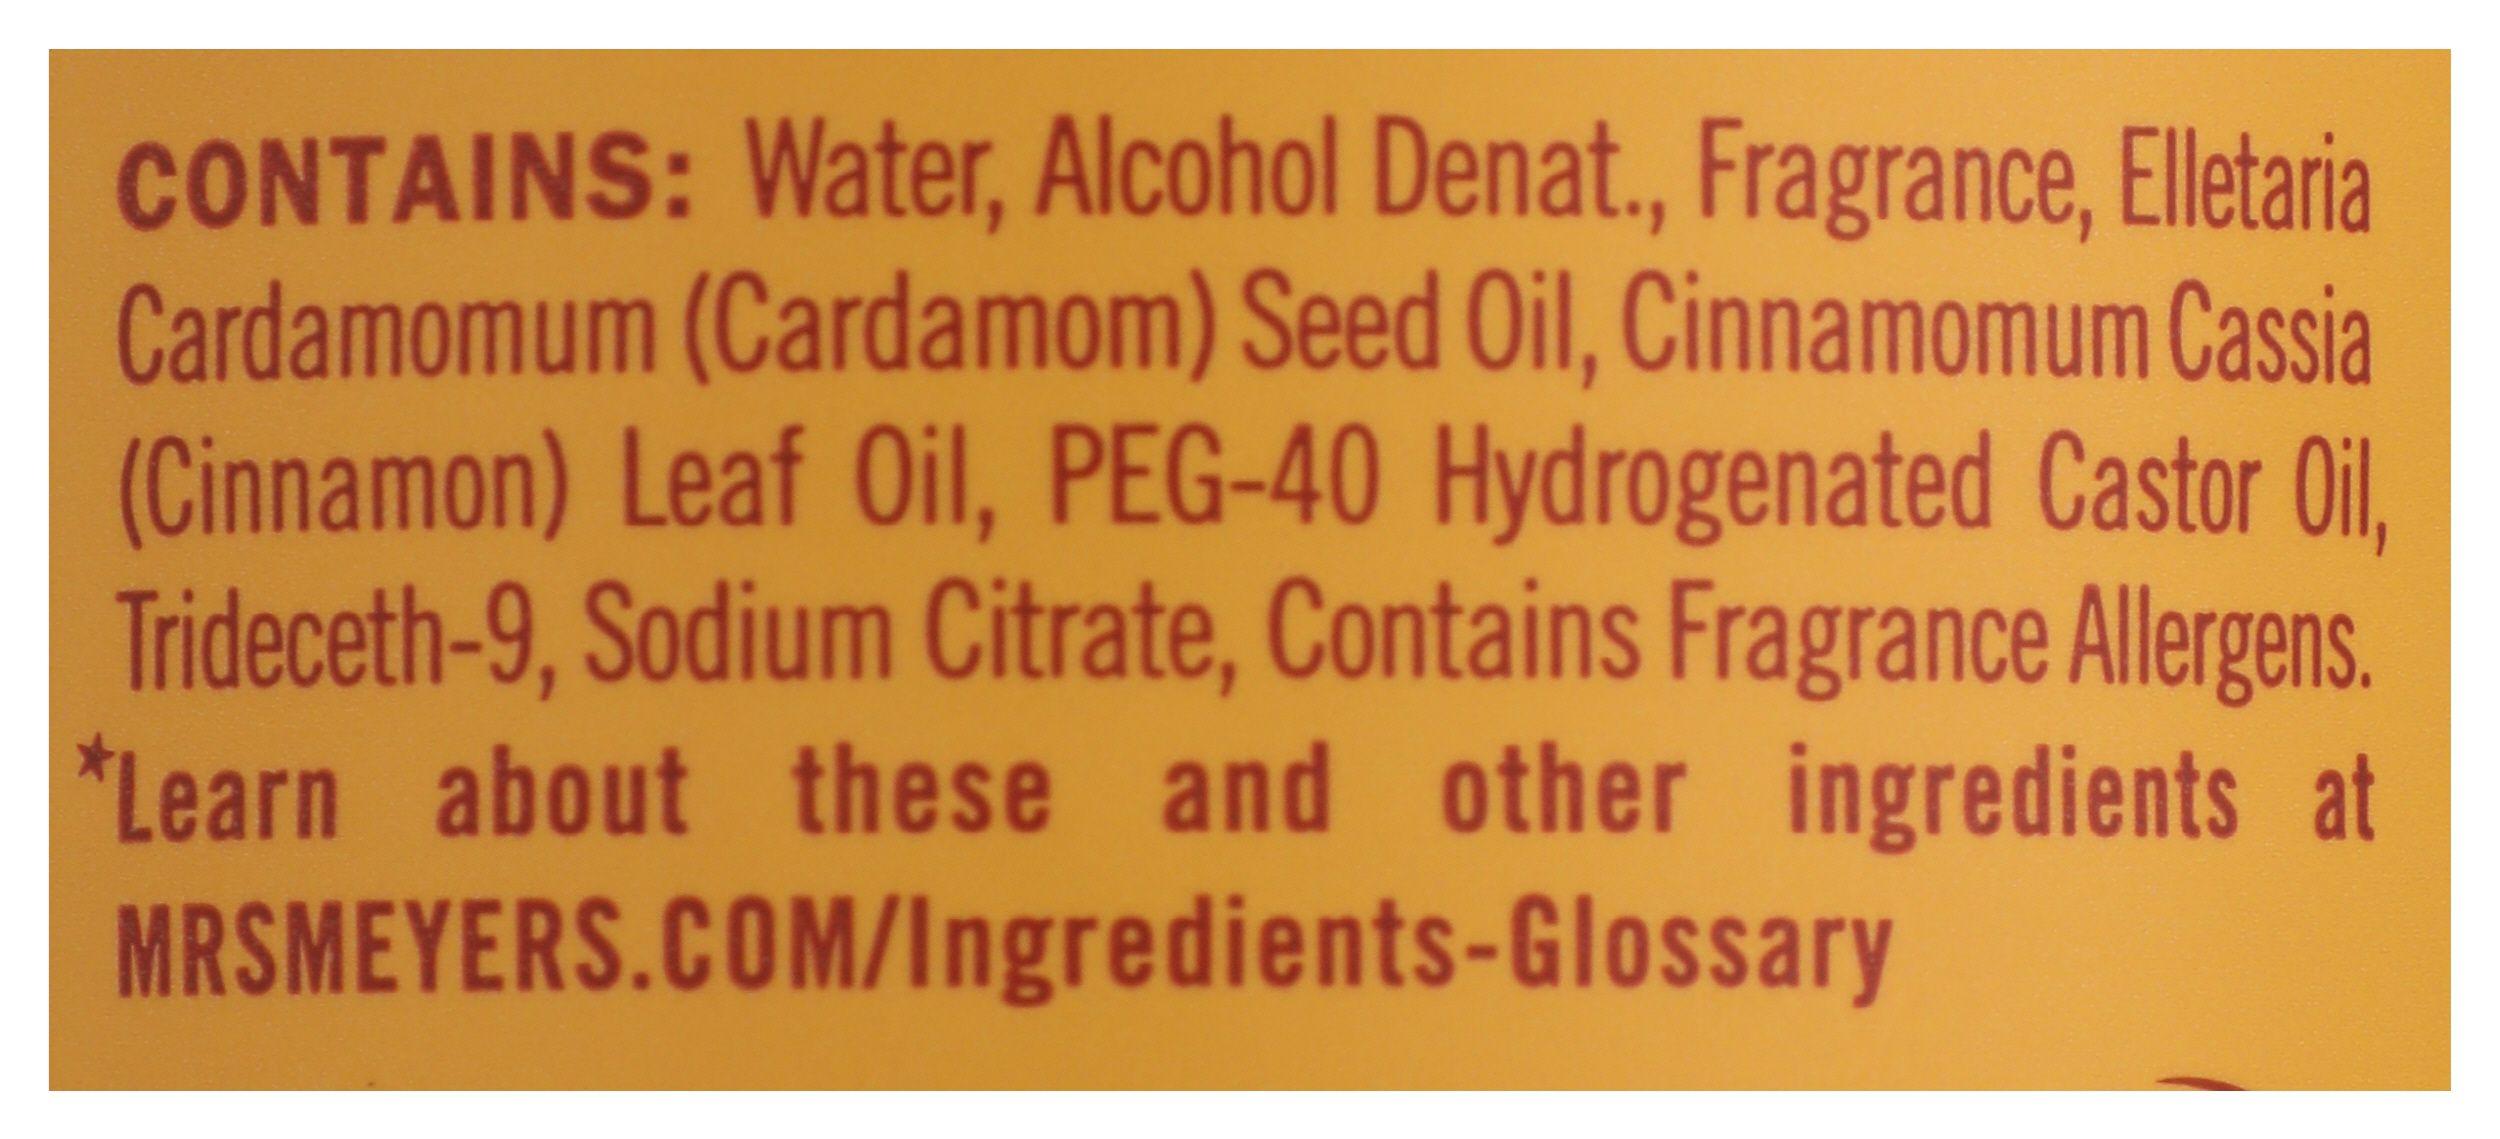 CONTAINS: Water, Alcohol Denat., Fragrance, Elletaria
Cardamomum (Cardamom) Seed Oil, Cinnamomum Cassia
(Cinnamon) Leaf Oil, PEG-40 Hydrogenated Castor Oil,
Trideceth-9, Sodium Citrate, Contains Fragrance Allergens.
*Learn about these and other ingredients at
MRSMEYERS.COM/Ingredients-Glossary